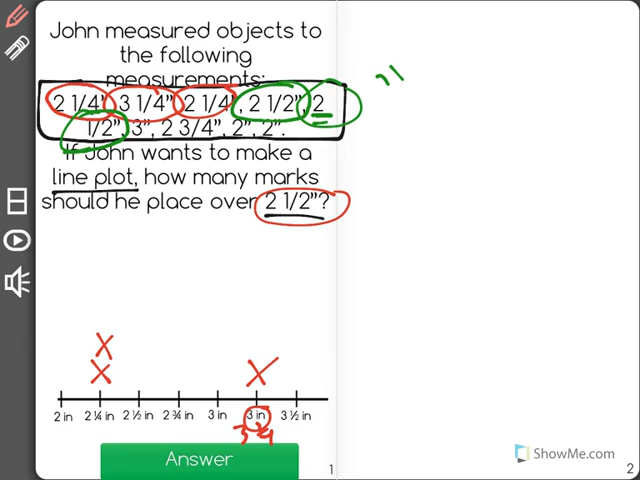 John measured objects to
the following
measurements:
2 1/4", 3 1/4", 2 1/4", 2 1/2", 2
1/2", 3", 2 3/4", 2", 2".
If John wants to make a
line plot, how many marks
should he place over
2 1/2"?
X
X X
2 in 2 ¼ in 2 ½ in 2 ¾ in 3 in 3 in 3 ½ in
3 4
Answer
1
ShowMe.com
2